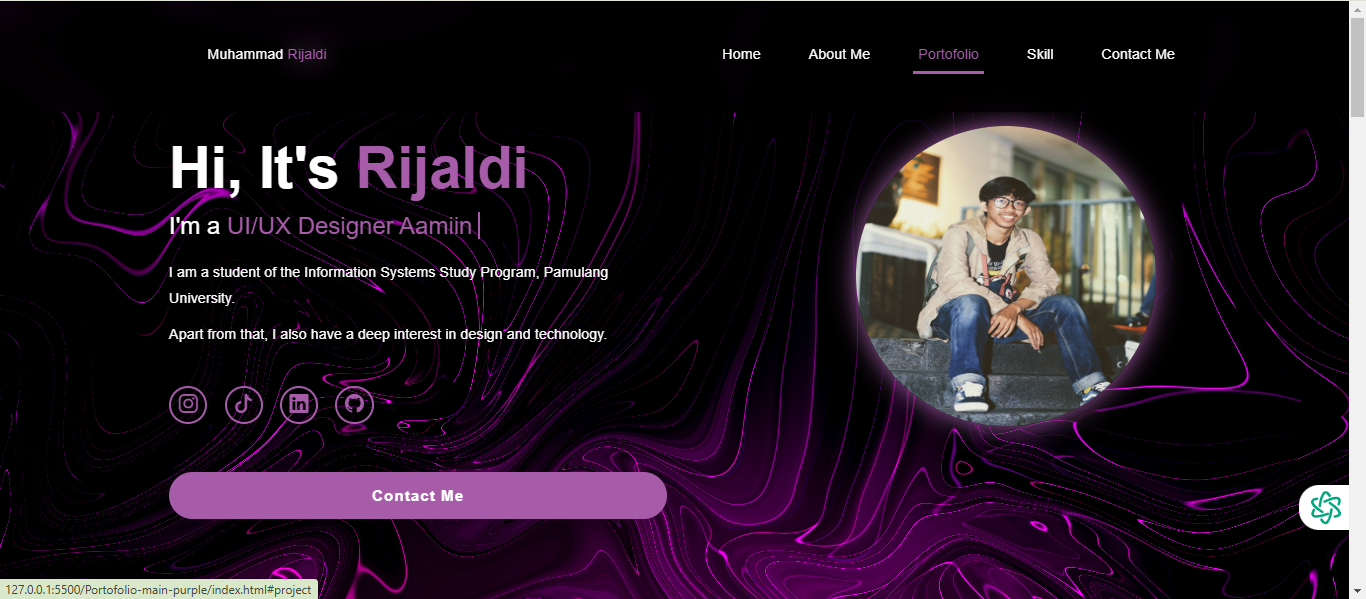 Muhammad Rijaldi
Home
About Me
Portofolio
Skill
Contact Me
Hi, It's Rijaldi
I'm a UI/UX Designer Aamiin
I am a student of the Information Systems Study Program, Pamulang
University.
Apart from that, I also have a deep interest in design and technology.
Contact Me
127.0.0.1:5500/Portofolio-main-purple/index.html#project